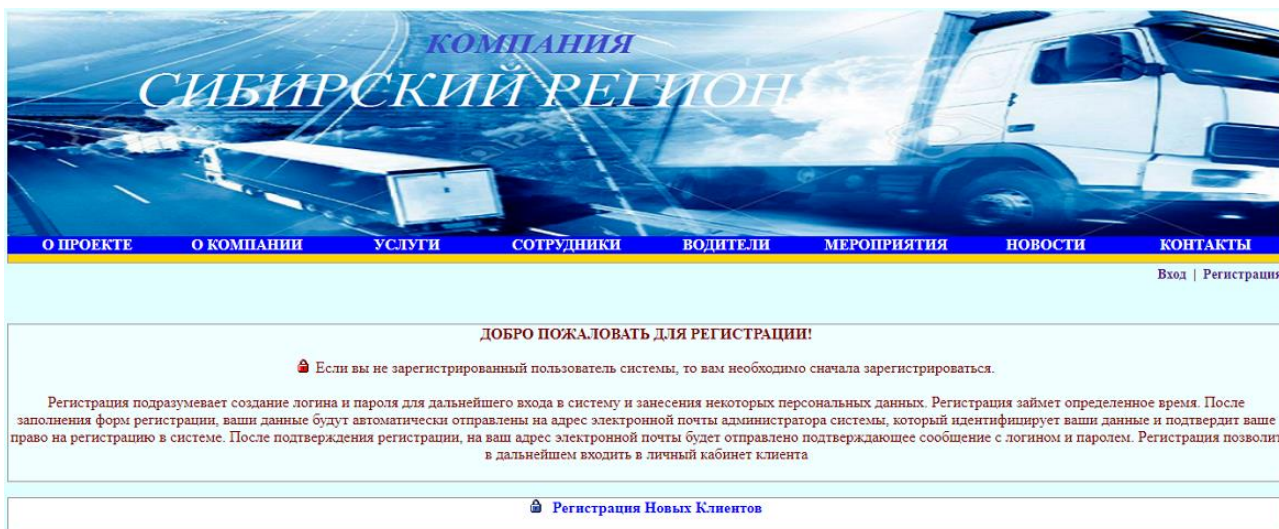 КОМПАНИЯ
СИБИРСКИЙ РЕГИОН
О ПРОЕКТЕ О КОМПАНИИ УСЛУГИ СОТРУДНИКИ ВОДИТЕЛИ МЕРОПРИЯТИЯ НОВОСТИ КОНТАКТЫ
Вход | Регистрация
ДОБРО ПОЖАЛОВАТЬ ДЛЯ РЕГИСТРАЦИИ!
Если вы не зарегистрированный пользователь системы, то вам необходимо сначала зарегистрироваться.
Регистрация подразумевает создание логина и пароля для дальнейшего входа в систему и занесения некоторых персональных данных. Регистрация займет определенное время. После
заполнения форм регистрации, ваши данные будут автоматически отправлены на адрес электронной почты администратора системы, который идентифицирует ваши данные и подтвердит ваше
право на регистрацию в системе. После подтверждения регистрации, на ваш адрес электронной почты будет отправлено подтверждающее сообщение с логином и паролем. Регистрация позволит
в дальнейшем входить в личный кабинет клиента
Регистрация Новых Клиентов